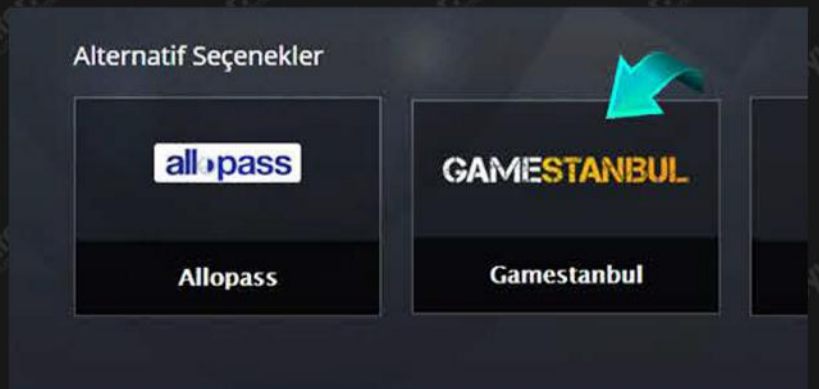 Alternatif Seçenekler
allopass
GAMESTANBUL
Allopass
Gamestanbul